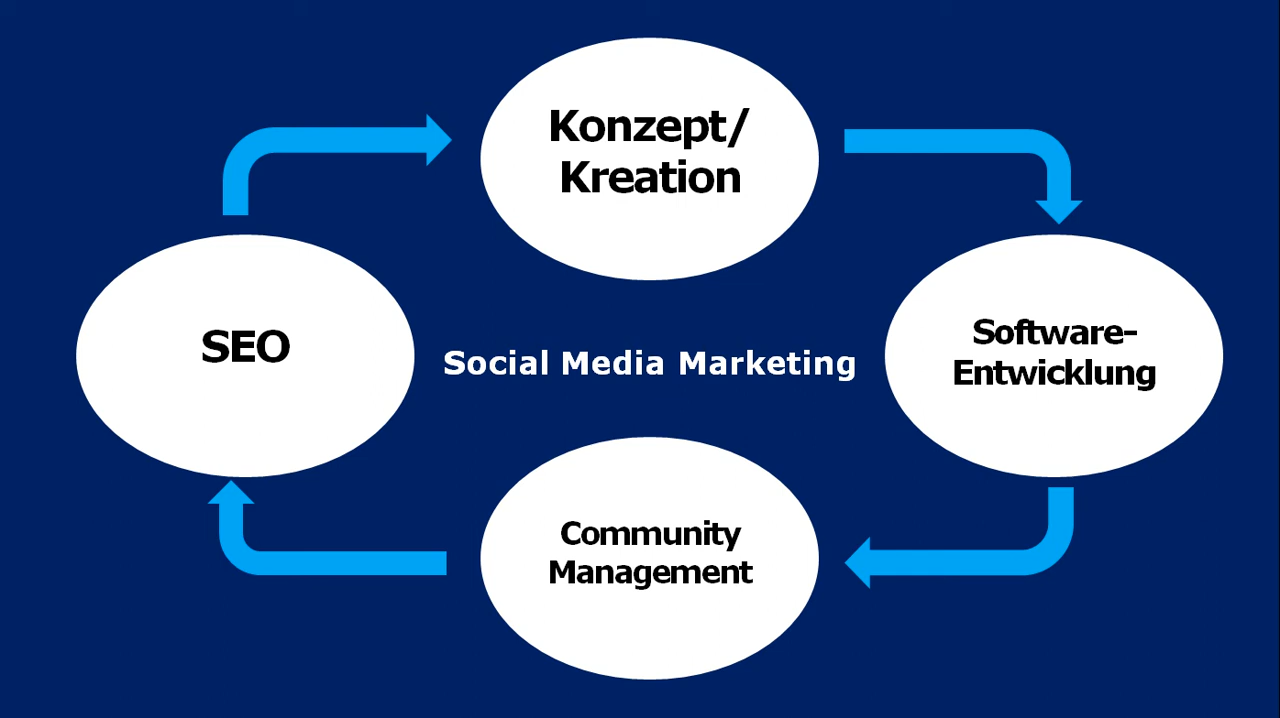 Konzept/
Kreation
SEO
Social Media Marketing
Software-
Entwicklung
Community
Management